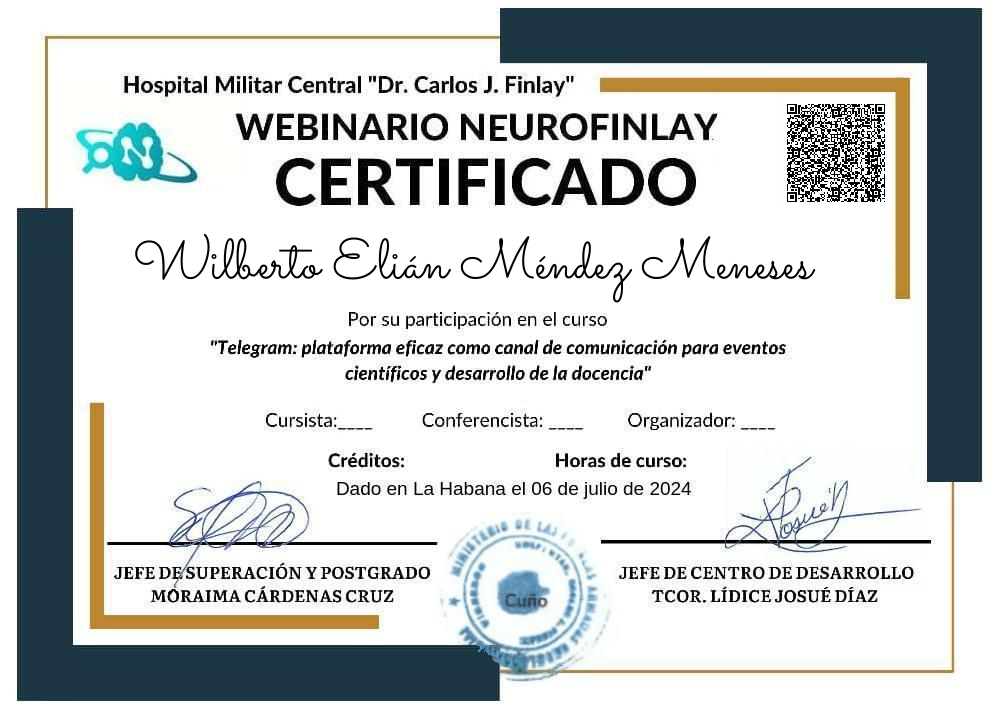 Hospital Militar Central "Dr. Carlos J. Finlay"
WEBINARIO NEUROFINLAY
CERTIFICADO
Wilberto Elián Méndez Meneses
Por su participación en el curso
"Telegram: plataforma eficaz como canal de comunicación para eventos
científicos y desarrollo de la docencia"
Cursista:____ Conferencista: ____ Organizador: ____
Créditos: Horas de curso:
Dado en La Habana el 06 de julio de 2024
JEFE DE SUPERACIÓN Y POSTGRADO
MORAIMA CÁRDENAS CRUZ
JEFE DE CENTRO DE DESARROLLO
TCOR. LÍDICE JOSUÉ DÍAZ
MINISTERIO DE
ARMADAS
Cuño